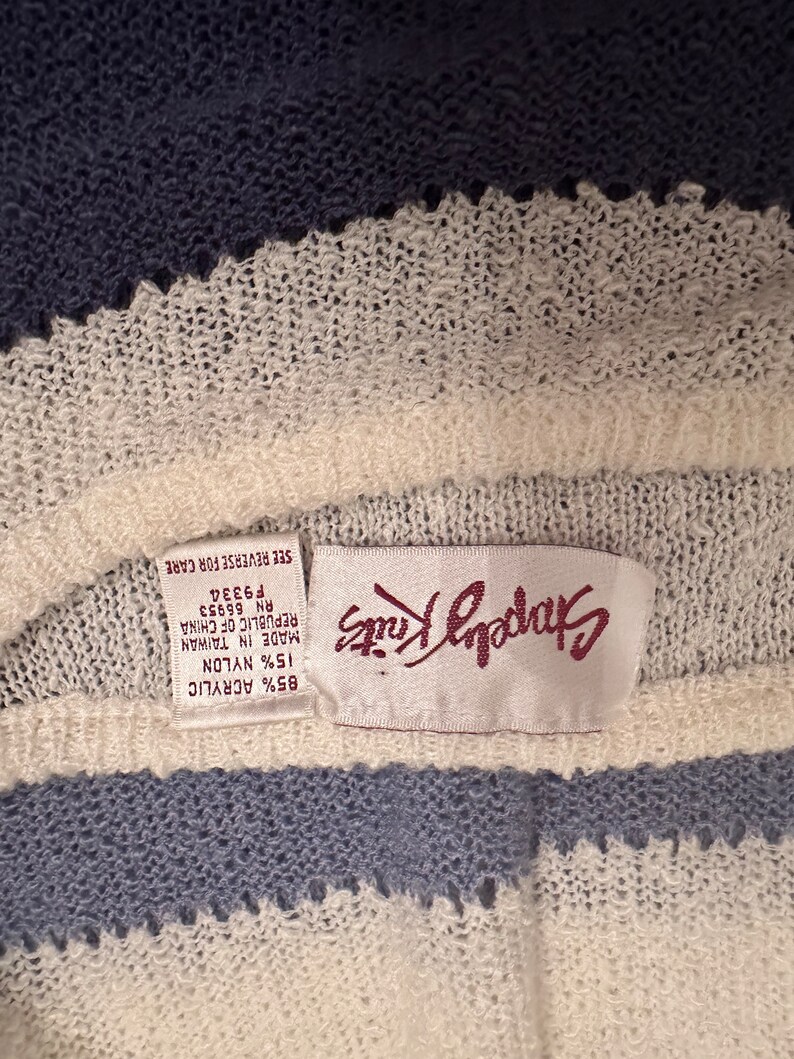 Shapely Knits
85% ACRYLIC
15% NYLON
MADE IN TAIWAN
REPUBLIC OF CHINA
RN 66953
F9334
SEE REVERSE FOR CARE